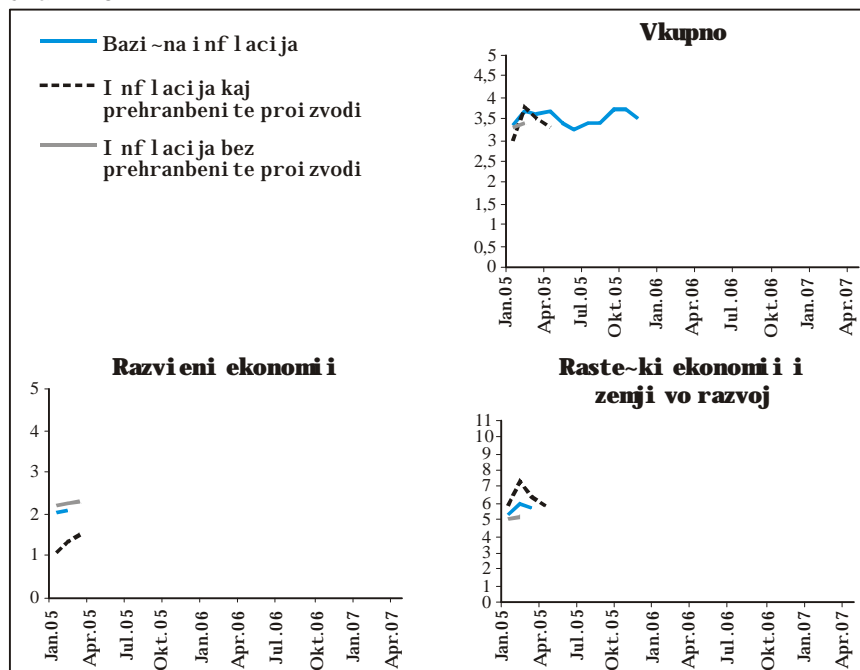 Bazi~na inflacija
Inflacija kaj
prehranbenite proizvodi
Inflacija bez
prehranbenite proizvodi
Vkupno
5
4,5
4
3,5
3
2,5
2
1,5
1
0,5
0
Jan.05
Apr.05
Jul.05
Okt.05
Jan.06
Apr.06
Jul.06
Okt.06
Jan.07
Apr.07
Razvieni ekonomii
5
4
3
2
1
0
Jan.05
Apr.05
Jul.05
Okt.05
Jan.06
Apr.06
Jul.06
Okt.06
Jan.07
Apr.07
Raste~ki ekonomii i
zemji vo razvoj
11
10
9
8
7
6
5
4
3
2
1
0
Jan.05
Apr.05
Jul.05
Okt.05
Jan.06
Apr.06
Jul.06
Okt.06
Jan.07
Apr.07